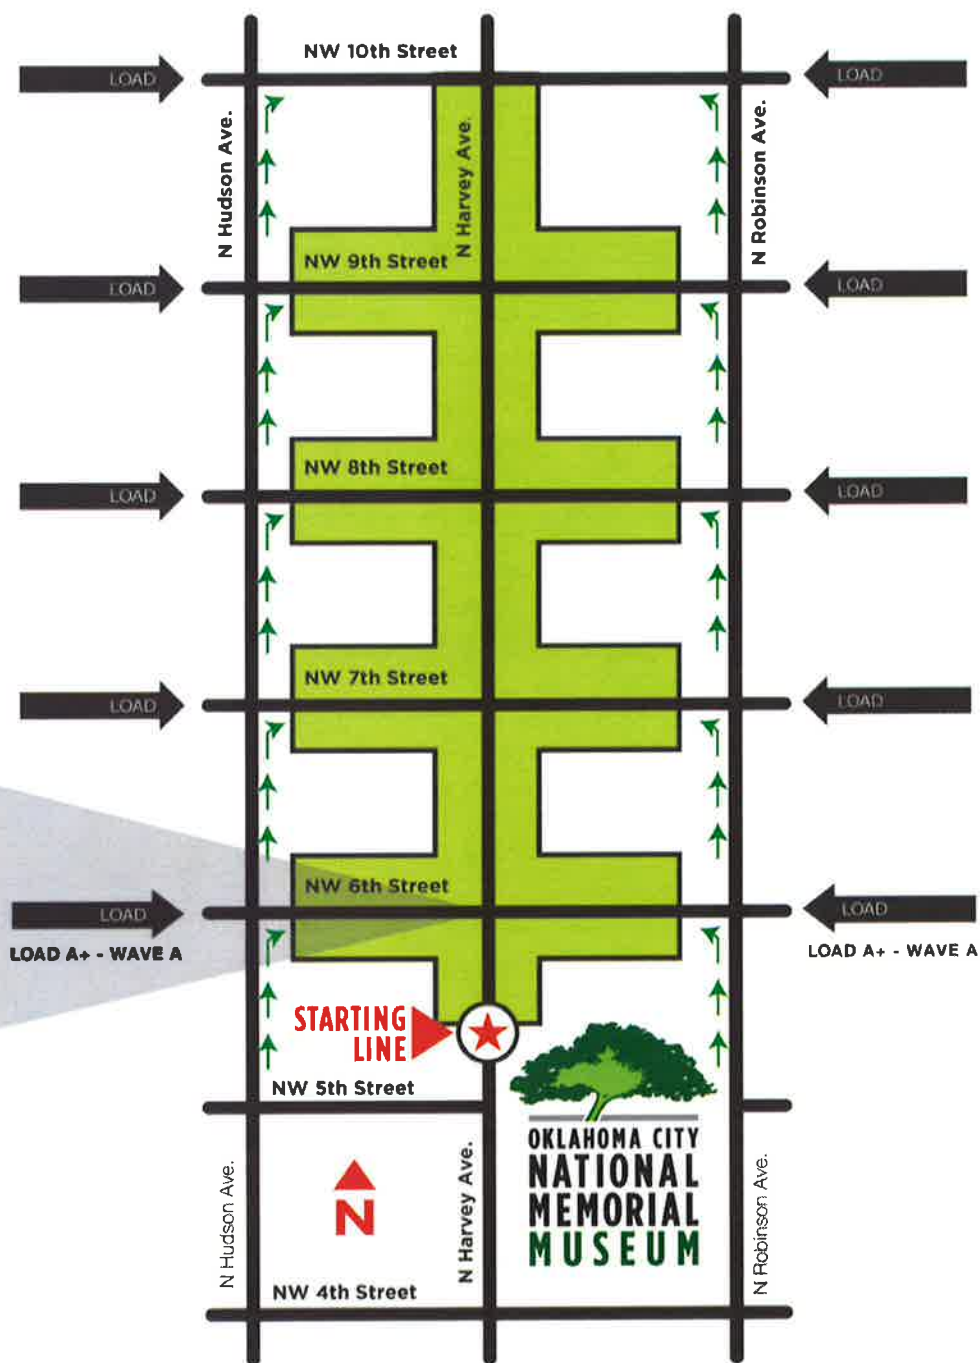 NW 10th Street
LOAD
LOAD
N Hudson Ave.
N Harvey Ave.
N Robinson Ave.
NW 9th Street
LOAD
LOAD
NW 8th Street
LOAD
LOAD
NW 7th Street
LOAD
LOAD
NW 6th Street
LOAD
LOAD
LOAD A+ - WAVE A
LOAD A+ - WAVE A
STARTING
LINE
NW 5th Street
OKLAHOMA CITY
NATIONAL
MEMORIAL
MUSEUM
N
N Hudson Ave.
N Harvey Ave.
N Robinson Ave.
NW 4th Street